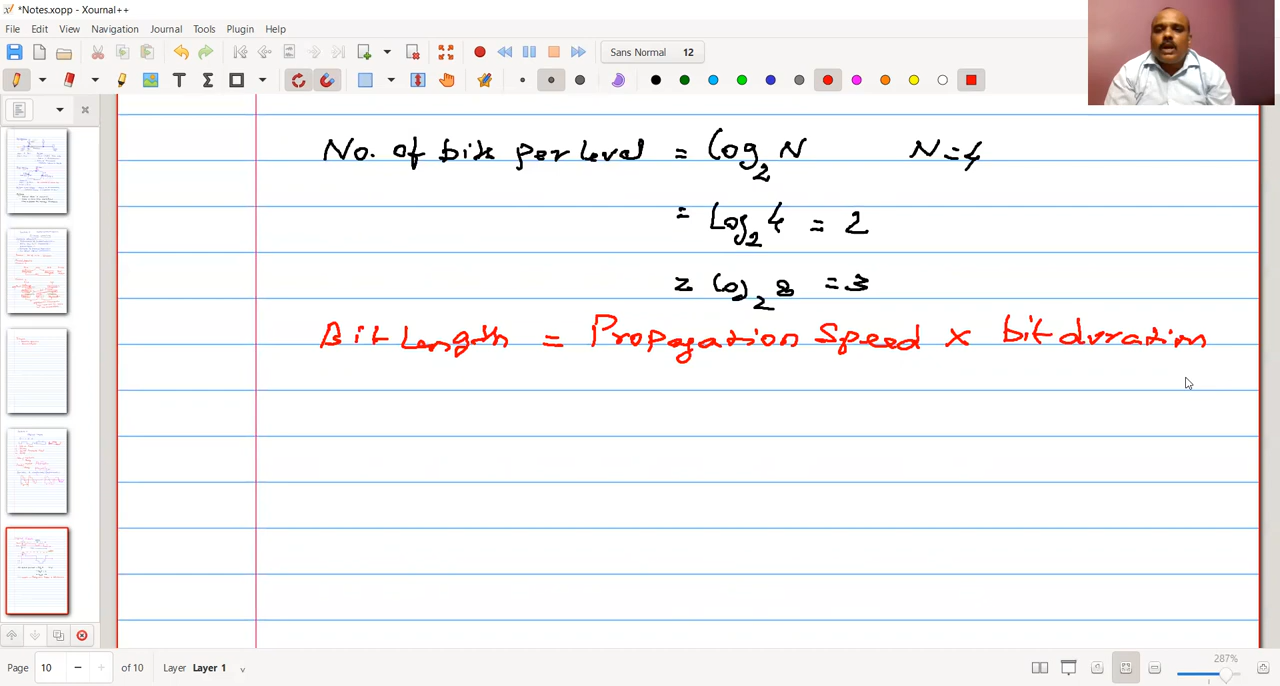 *Notes.xopp - Xournal++
File Edit View Navigation Journal Tools Plugin Help
Sans Normal 12
No. of bits per level = Log2 N N=4
= Log2 4 = 2
= Log2 8 = 3
Bit Length = Propagation Speed x bit duration
Page 10 of 10 Layer Layer 1 287%